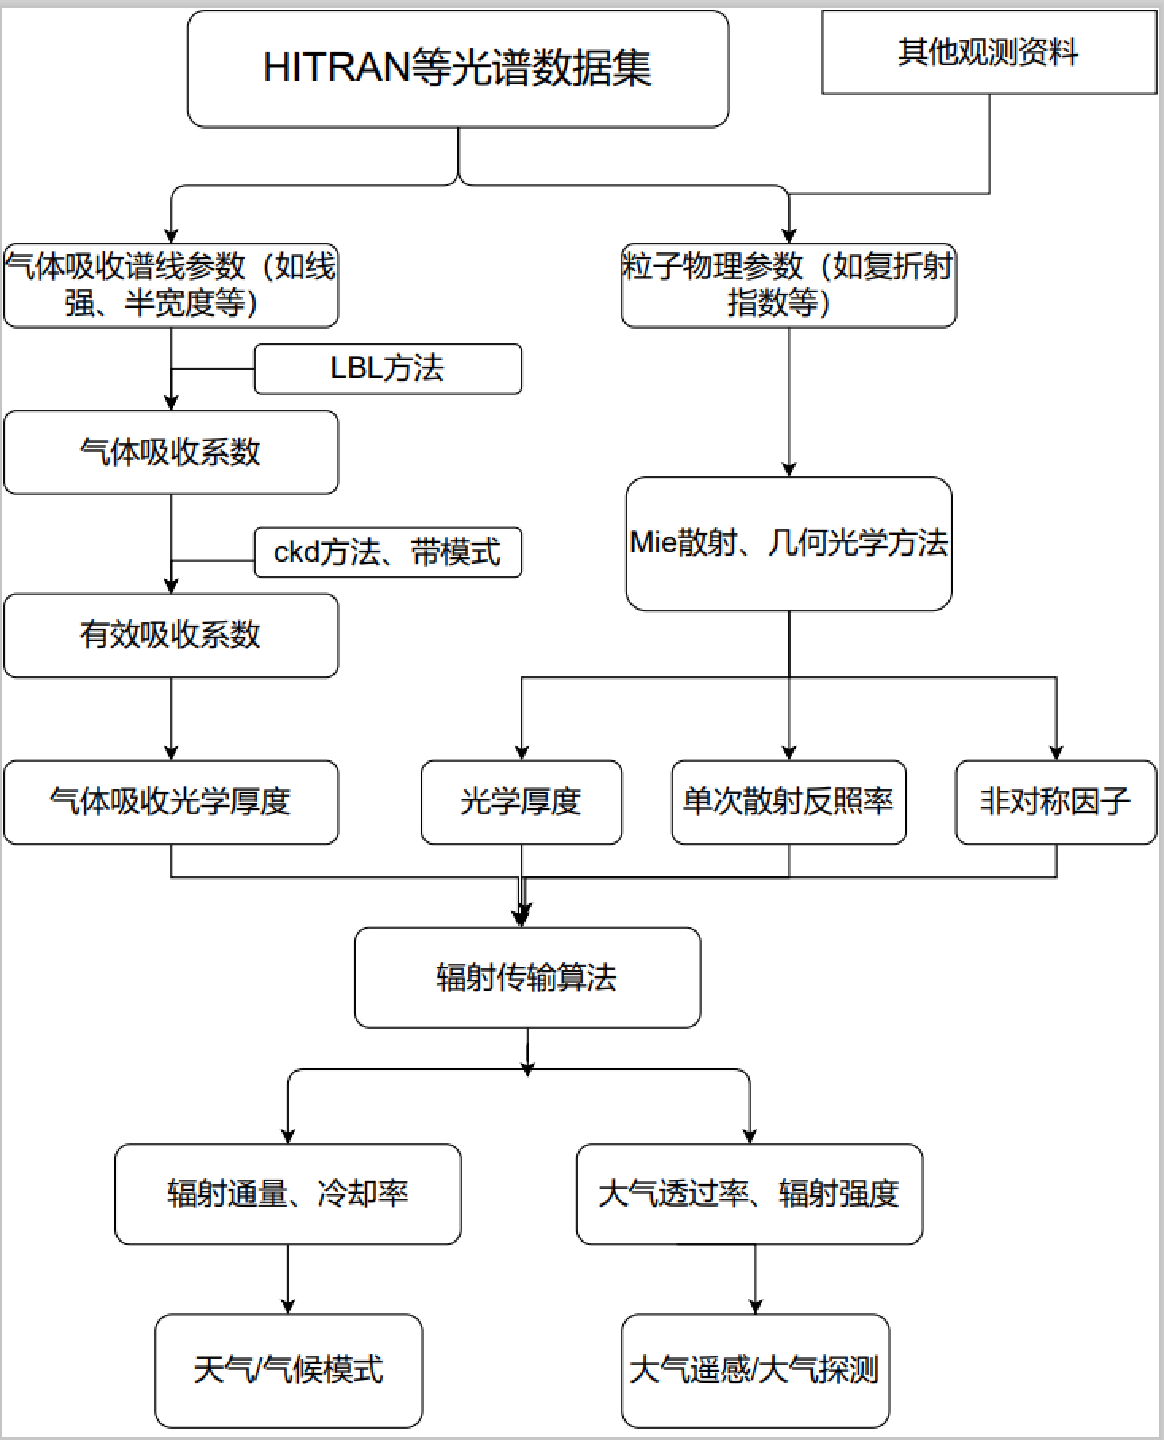 HITRAN等光谱数据集
其他观测资料
气体吸收谱线参数（如线
强、半宽度等）
粒子物理参数（如复折射
指数等）
LBL方法
气体吸收系数
Mie散射、几何光学方法
ckd方法、带模式
有效吸收系数
气体吸收光学厚度
光学厚度
单次散射反照率
非对称因子
辐射传输算法
辐射通量、冷却率
大气透过率、辐射强度
天气/气候模式
大气遥感/大气探测